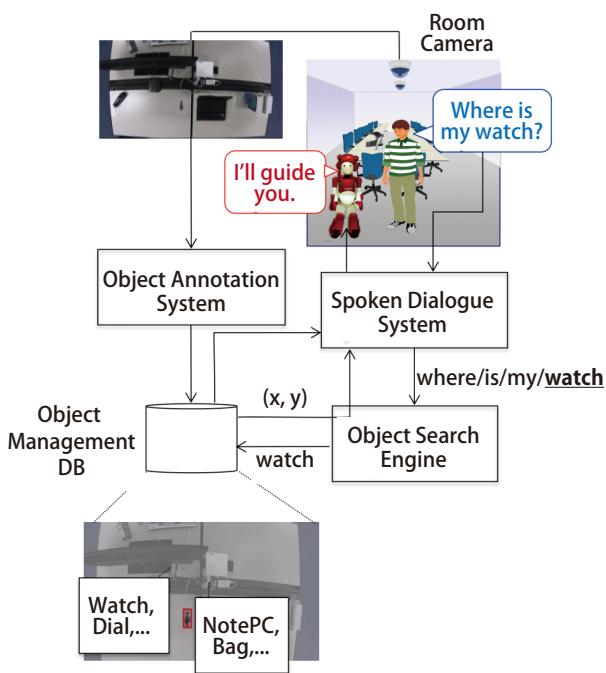 Room
Camera
Where is
my watch?
I'll guide
you.
Object Annotation
System
Spoken Dialogue
System
where/is/my/watch
(x, y)
Object
Management
DB
watch
Object Search
Engine
Watch,
Dial,...
NotePC,
Bag,...